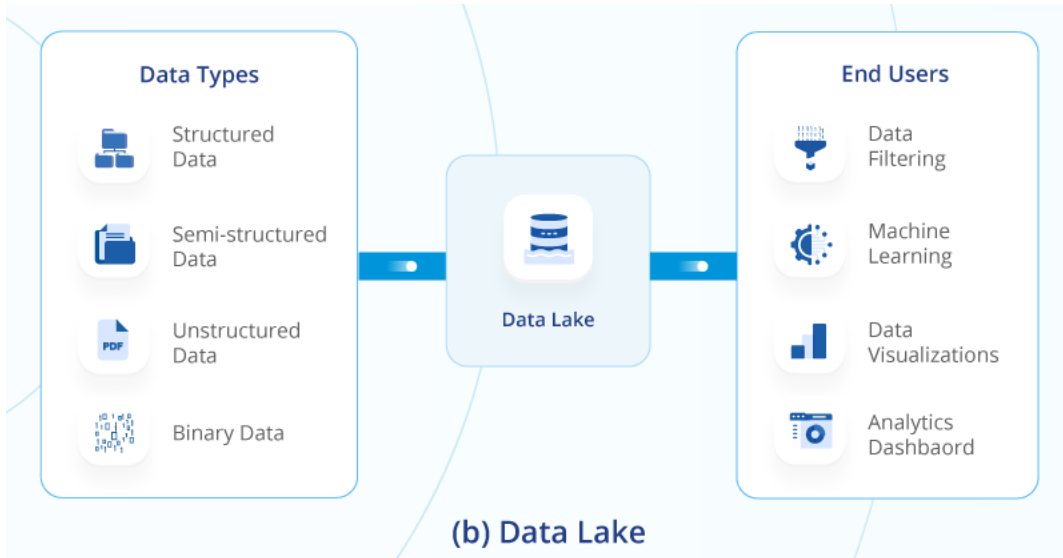 Data Types
Structured
Data
Semi-structured
Data
PDF
Unstructured
Data
Binary Data
Data Lake
End Users
Data
Filtering
Machine
Learning
Data
Visualizations
Analytics
Dashbaord
(b) Data Lake